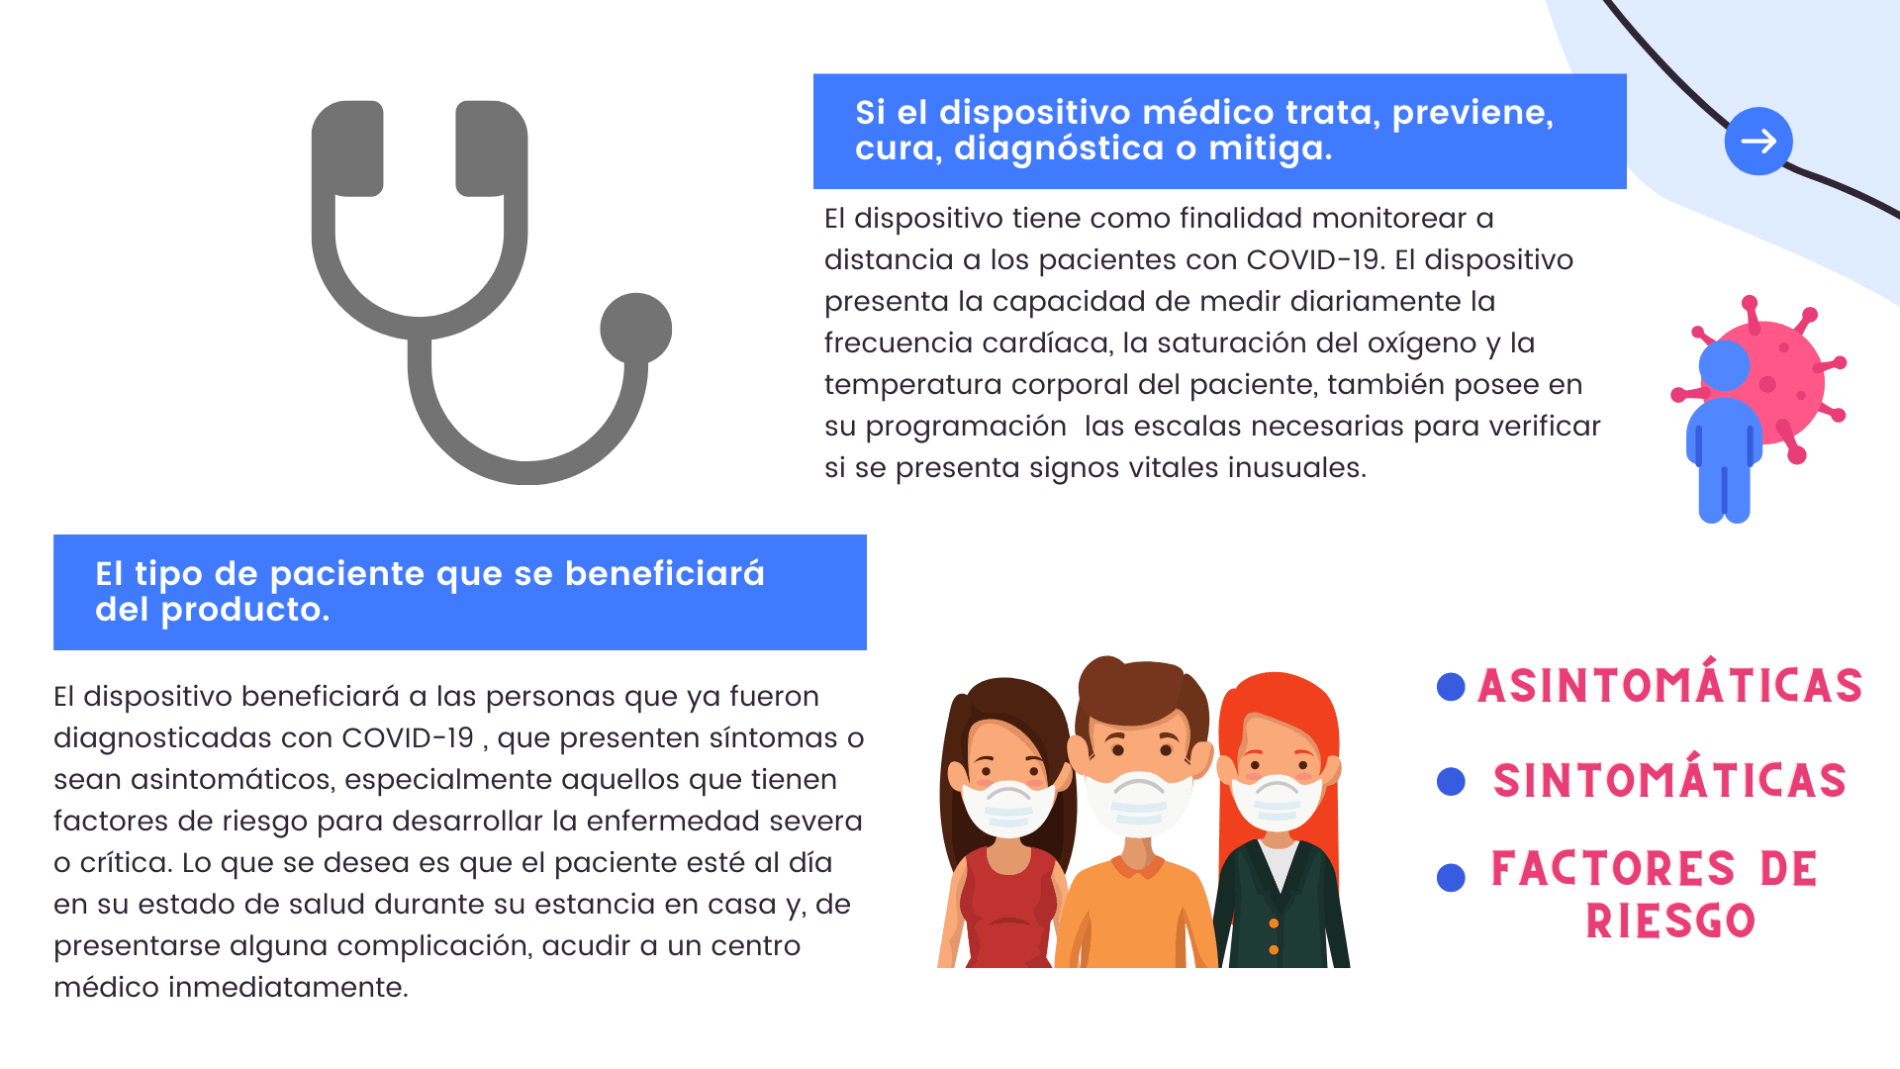 Si el dispositivo médico trata, previene,
cura, diagnóstica o mitiga.
El dispositivo tiene como finalidad monitorear a
distancia a los pacientes con COVID-19. El dispositivo
presenta la capacidad de medir diariamente la
frecuencia cardíaca, la saturación del oxígeno y la
temperatura corporal del paciente, también posee en
su programación  las escalas necesarias para verificar
si se presenta signos vitales inusuales.
El tipo de paciente que se beneficiará
del producto.
El dispositivo beneficiará a las personas que ya fueron
diagnosticadas con COVID-19 , que presenten síntomas o
sean asintomáticos, especialmente aquellos que tienen
factores de riesgo para desarrollar la enfermedad severa
o crítica. Lo que se desea es que el paciente esté al día
en su estado de salud durante su estancia en casa y, de
presentarse alguna complicación, acudir a un centro
médico inmediatamente.
ASINTOMÁTICAS
SINTOMÁTICAS
FACTORES DE
RIESGO